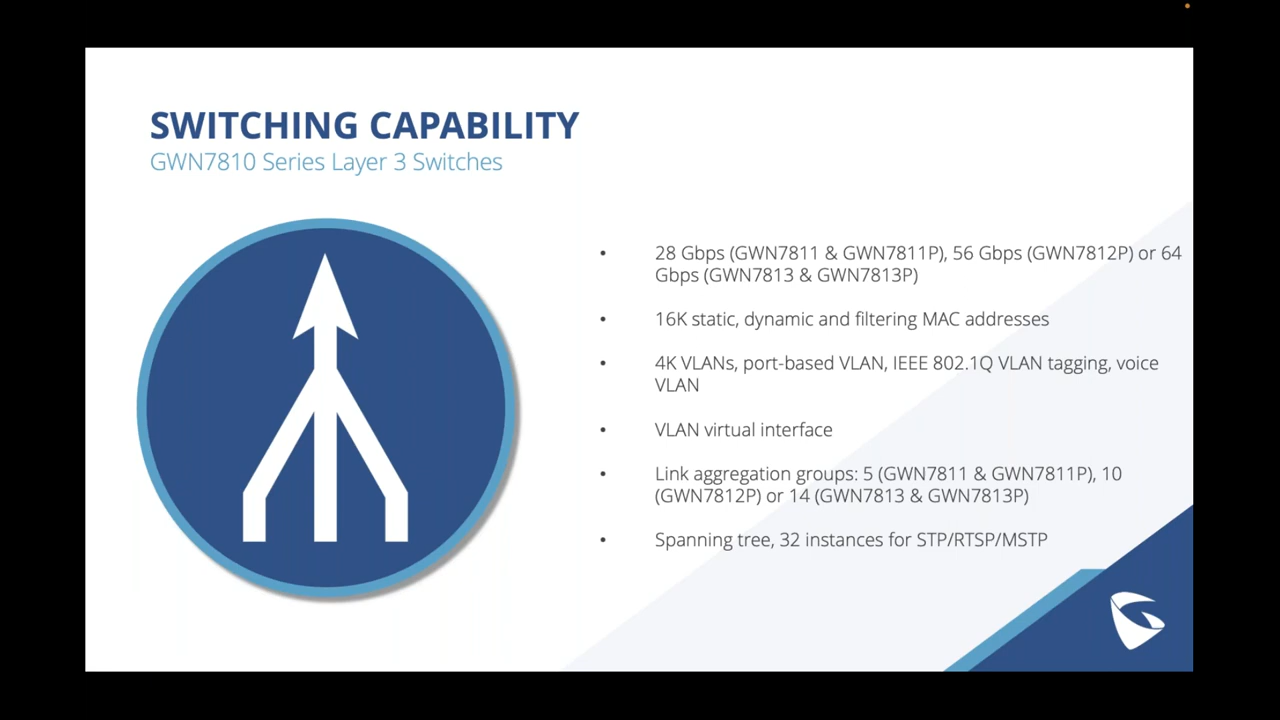 SWITCHING CAPABILITY
GWN7810 Series Layer 3 Switches
• 28 Gbps (GWN7811 & GWN7811P), 56 Gbps (GWN7812P) or 64
Gbps (GWN7813 & GWN7813P)
• 16K static, dynamic and filtering MAC addresses
• 4K VLANs, port-based VLAN, IEEE 802.1Q VLAN tagging, voice
VLAN
• VLAN virtual interface
• Link aggregation groups: 5 (GWN7811 & GWN7811P), 10
(GWN7812P) or 14 (GWN7813 & GWN7813P)
• Spanning tree, 32 instances for STP/RTSP/MSTP